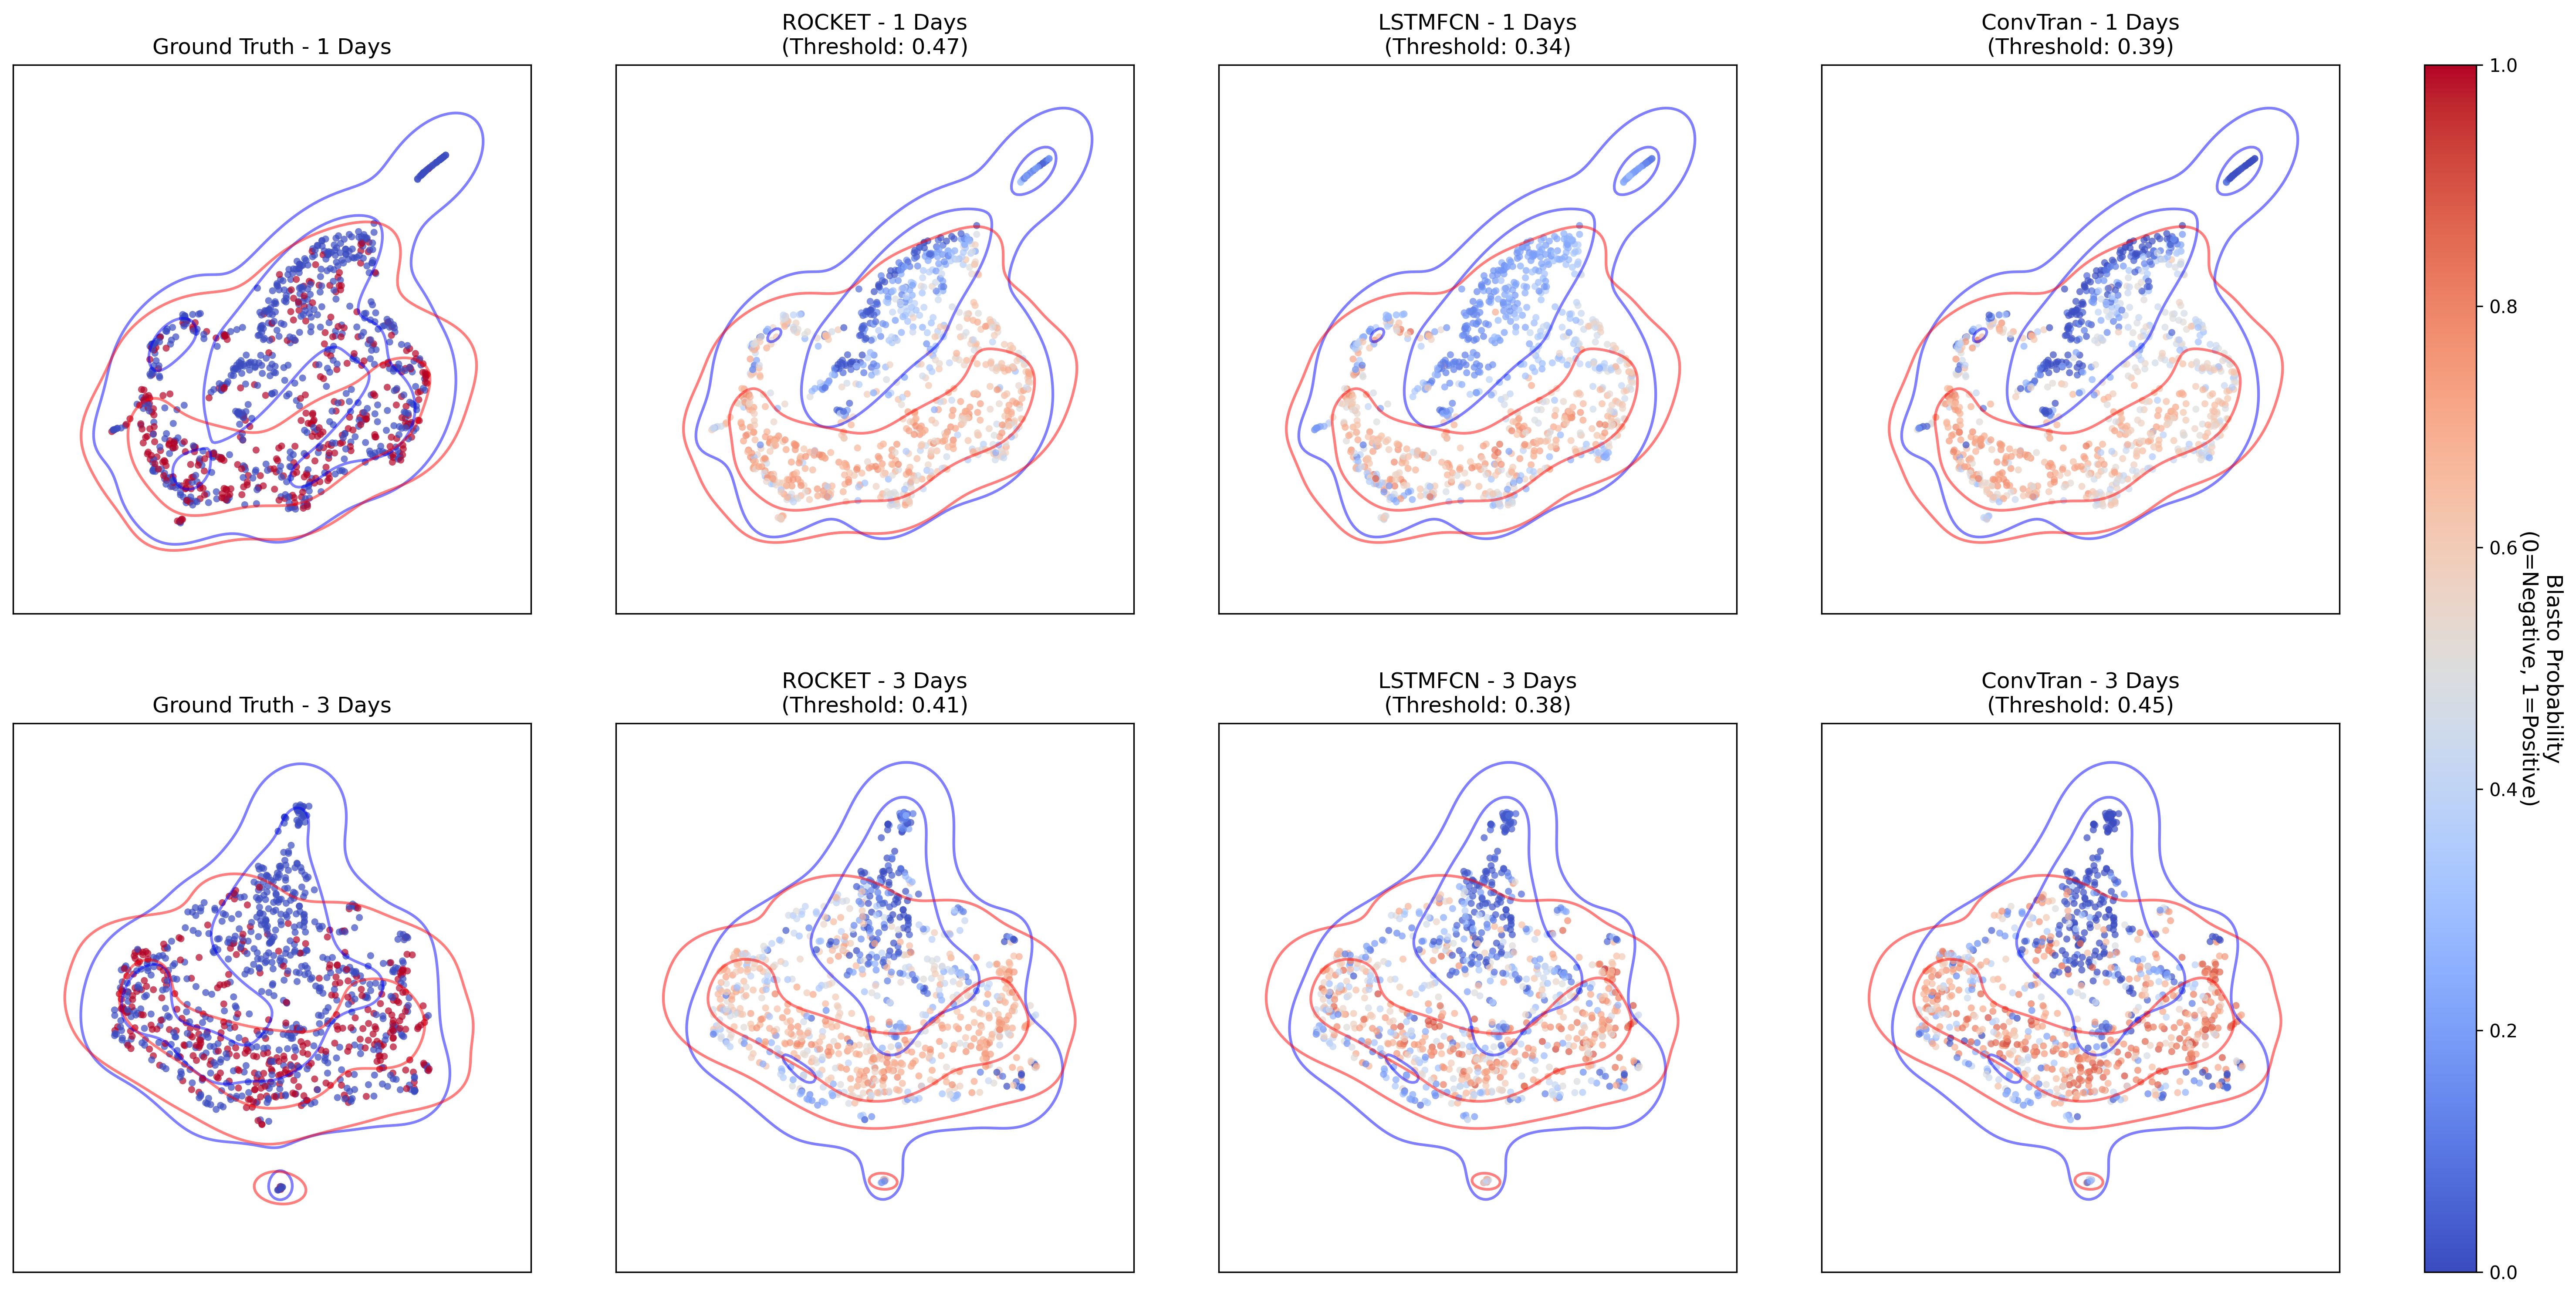 Ground Truth - 1 Days
ROCKET - 1 Days
(Threshold: 0.47)
LSTMFCN - 1 Days
(Threshold: 0.34)
ConvTran - 1 Days
(Threshold: 0.39)
Ground Truth - 3 Days
ROCKET - 3 Days
(Threshold: 0.41)
LSTMFCN - 3 Days
(Threshold: 0.38)
ConvTran - 3 Days
(Threshold: 0.45)
1.0
0.8
0.6
0.4
0.2
0.0
Blasto Probability
(0=Negative, 1=Positive)